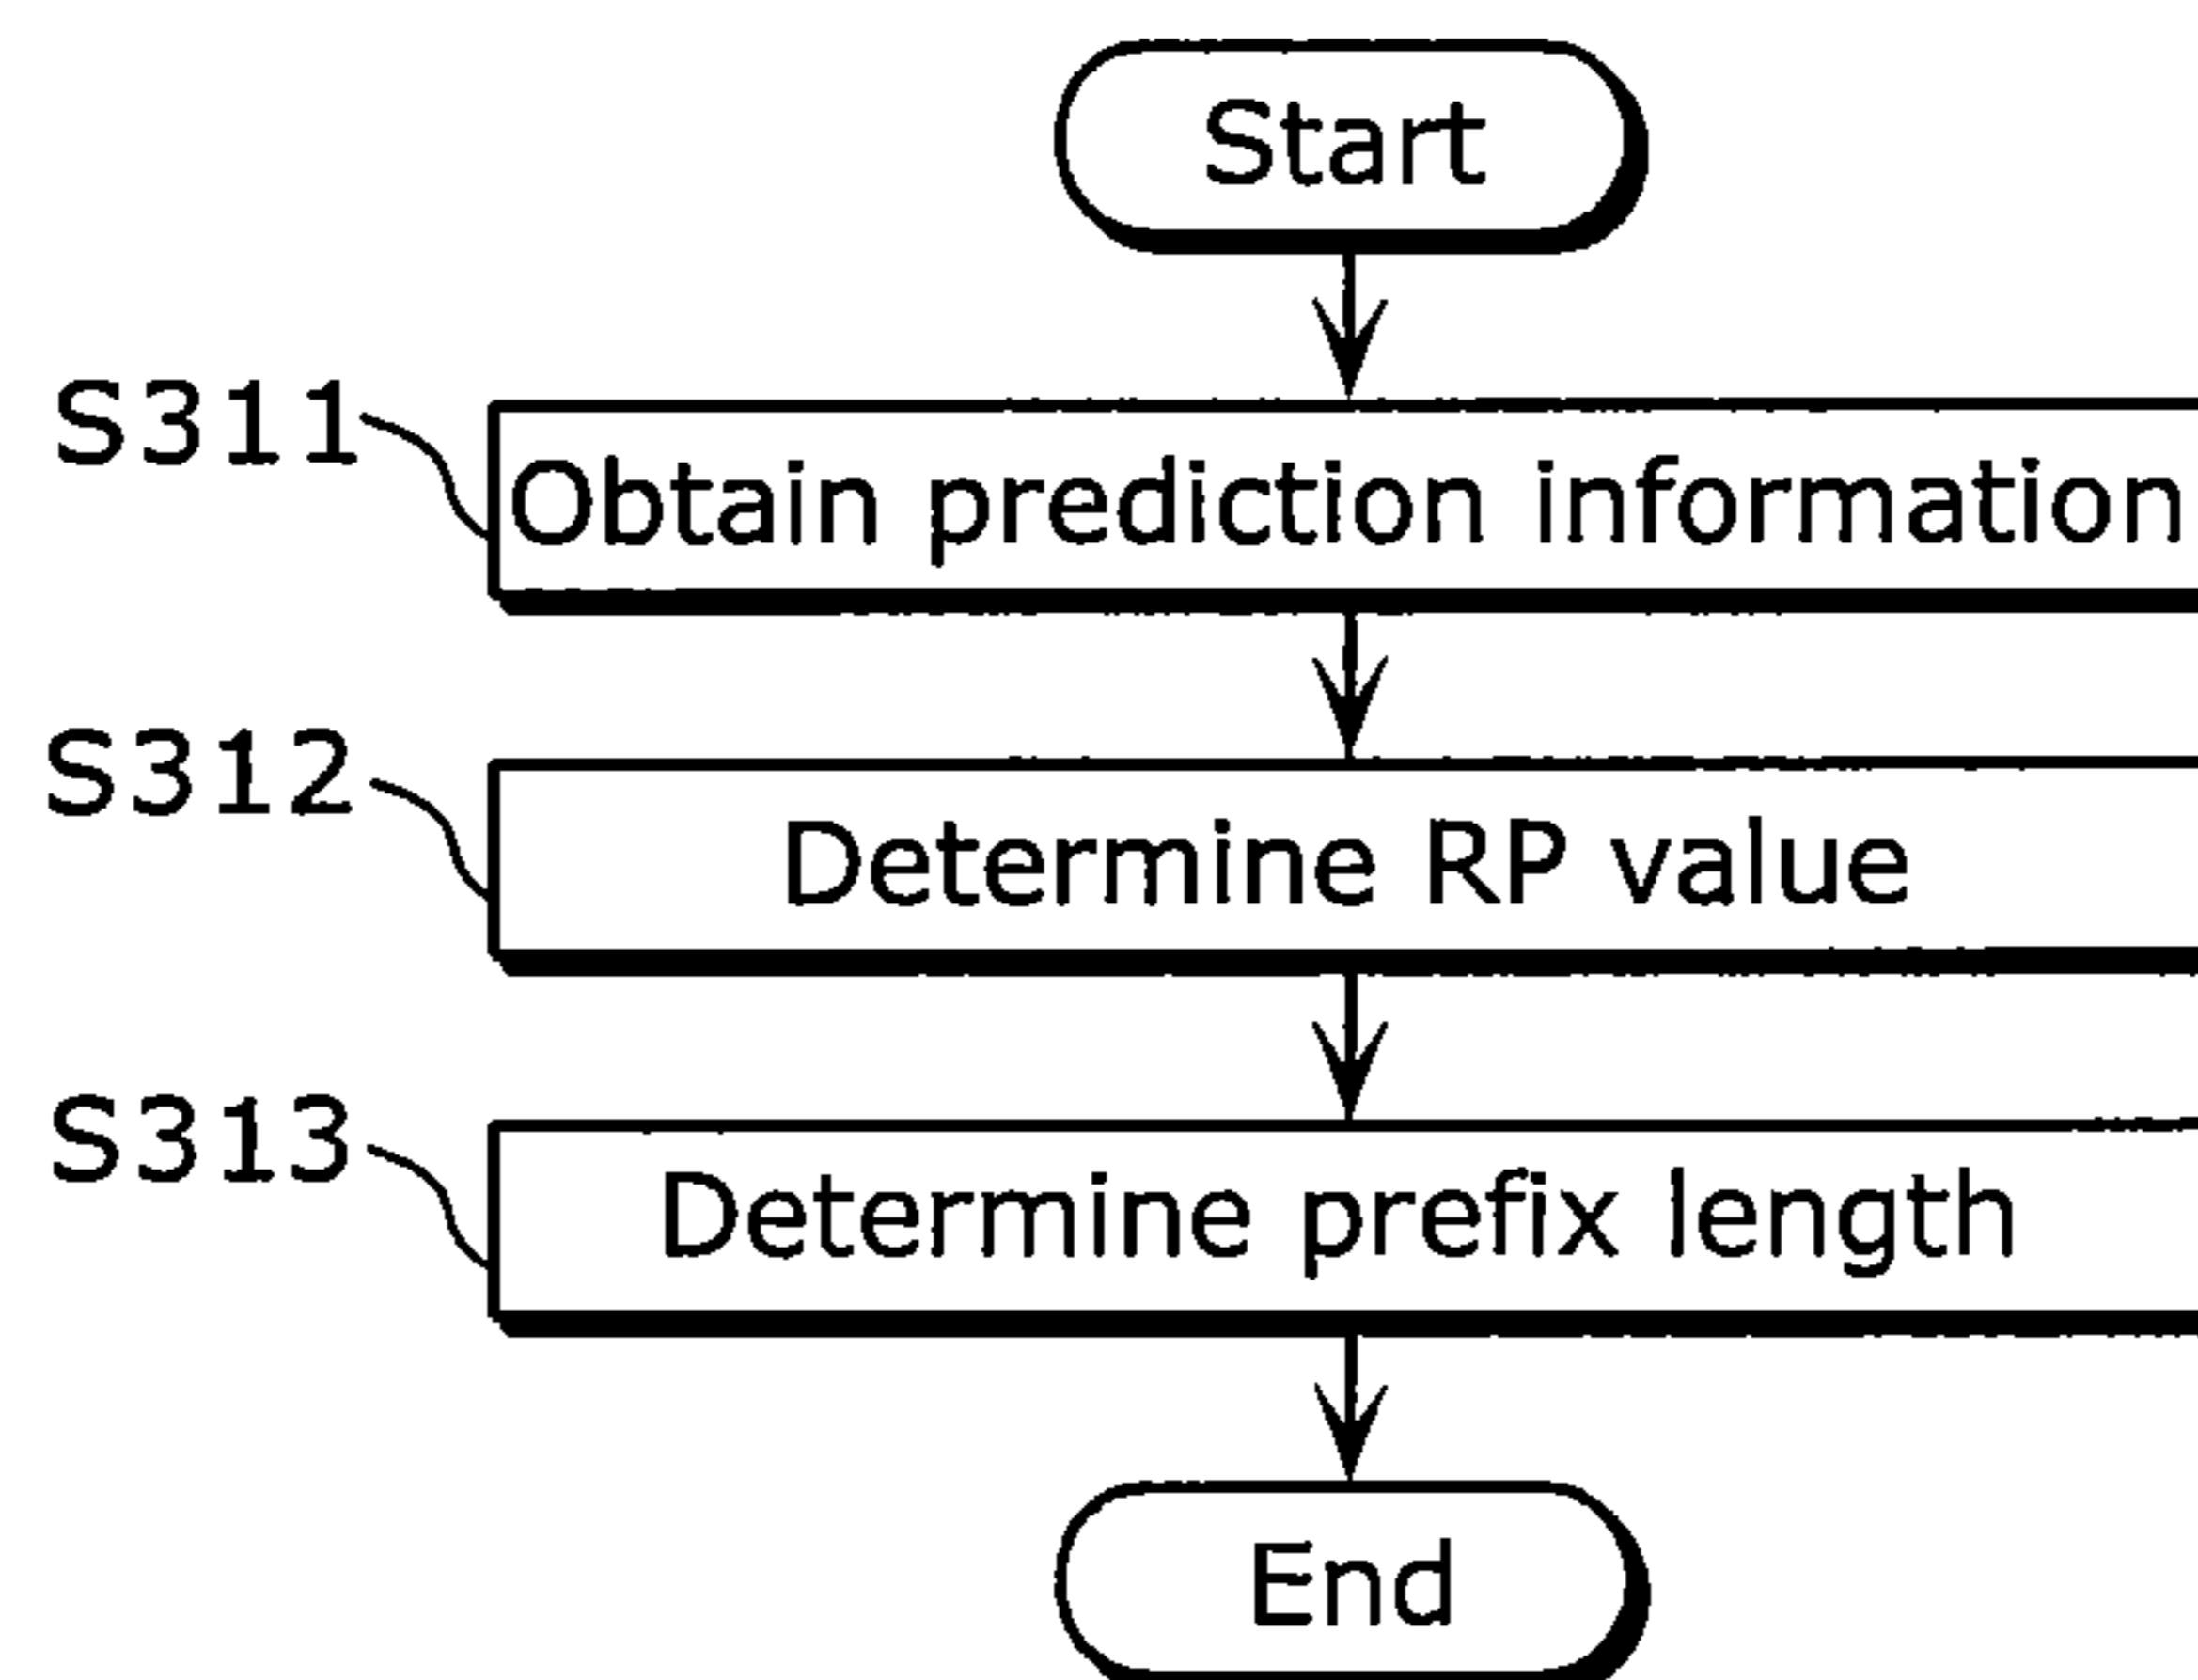 Start
S311
Obtain prediction information
S312
Determine RP value
S313
Determine prefix length
End